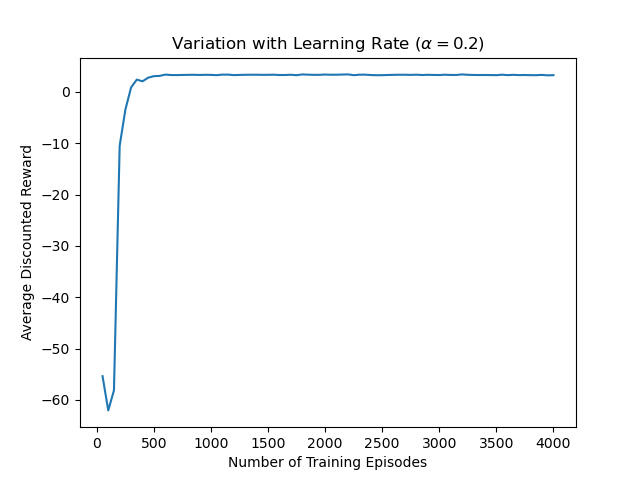 Variation with Learning Rate (α = 0.2)
Average Discounted Reward
0
−10
−20
−30
−40
−50
−60
0 500 1000 1500 2000 2500 3000 3500 4000
Number of Training Episodes